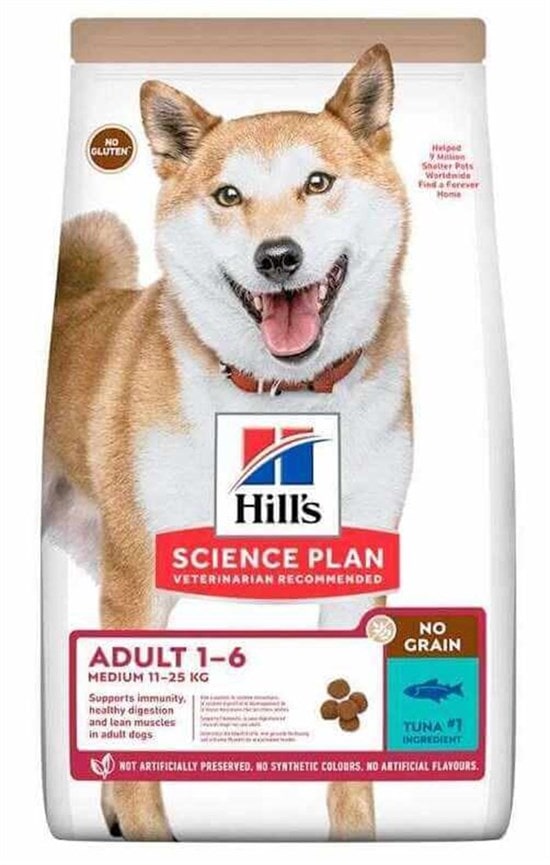 NO
GLUTEN
Helped
7 Million
Shelter Pets
Worldwide
Find a Forever
Home
Hill's
SCIENCE PLAN
VETERINARIAN RECOMMENDED
NO
GRAIN
ADULT 1-6
MEDIUM 11-25 KG
Supports immunity,
healthy digestion
and lean muscles
in adult dogs
TUNA #1
INGREDIENT
NOT ARTIFICIALLY PRESERVED. NO SYNTHETIC COLOURS. NO ARTIFICIAL FLAVOURS.